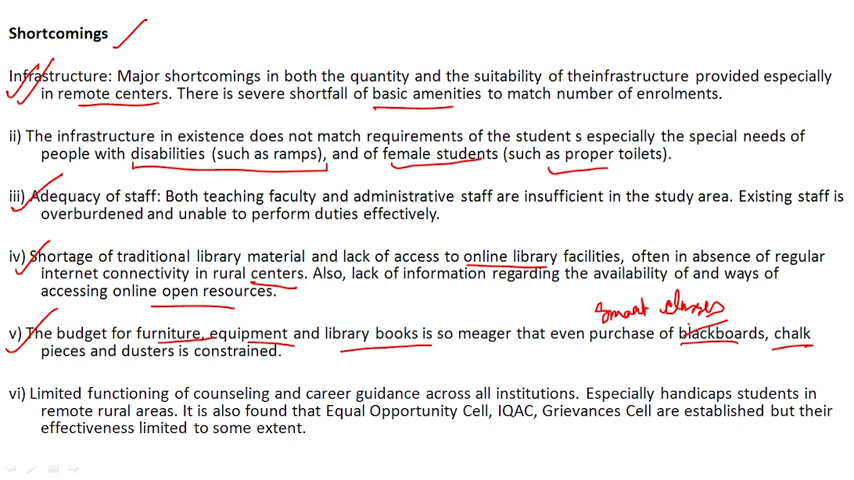 Shortcomings
Infrastructure: Major shortcomings in both the quantity and the suitability of theinfrastructure provided especially
in remote centers. There is severe shortfall of basic amenities to match number of enrolments.
ii) The infrastructure in existence does not match requirements of the student s especially the special needs of
people with disabilities (such as ramps), and of female students (such as proper toilets).
iii) Adequacy of staff: Both teaching faculty and administrative staff are insufficient in the study area. Existing staff is
overburdened and unable to perform duties effectively.
iv) Shortage of traditional library material and lack of access to online library facilities, often in absence of regular
internet connectivity in rural centers. Also, lack of information regarding the availability of and ways of
accessing online open resources.
smart classes
v) The budget for furniture, equipment and library books is so meager that even purchase of blackboards, chalk
pieces and dusters is constrained.
vi) Limited functioning of counseling and career guidance across all institutions. Especially handicaps students in
remote rural areas. It is also found that Equal Opportunity Cell, IQAC, Grievances Cell are established but their
effectiveness limited to some extent.